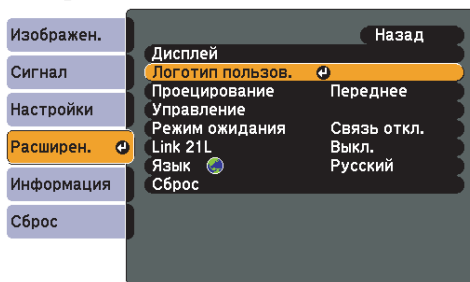 Изображен.
Сигнал
Настройки
Расширен.
Информация
Сброс
Назад
Дисплей
Логотип пользов.
Проецирование Переднее
Управление
Режим ожидания Связь откл.
Link 21L Выкл.
Язык Русский
Сброс